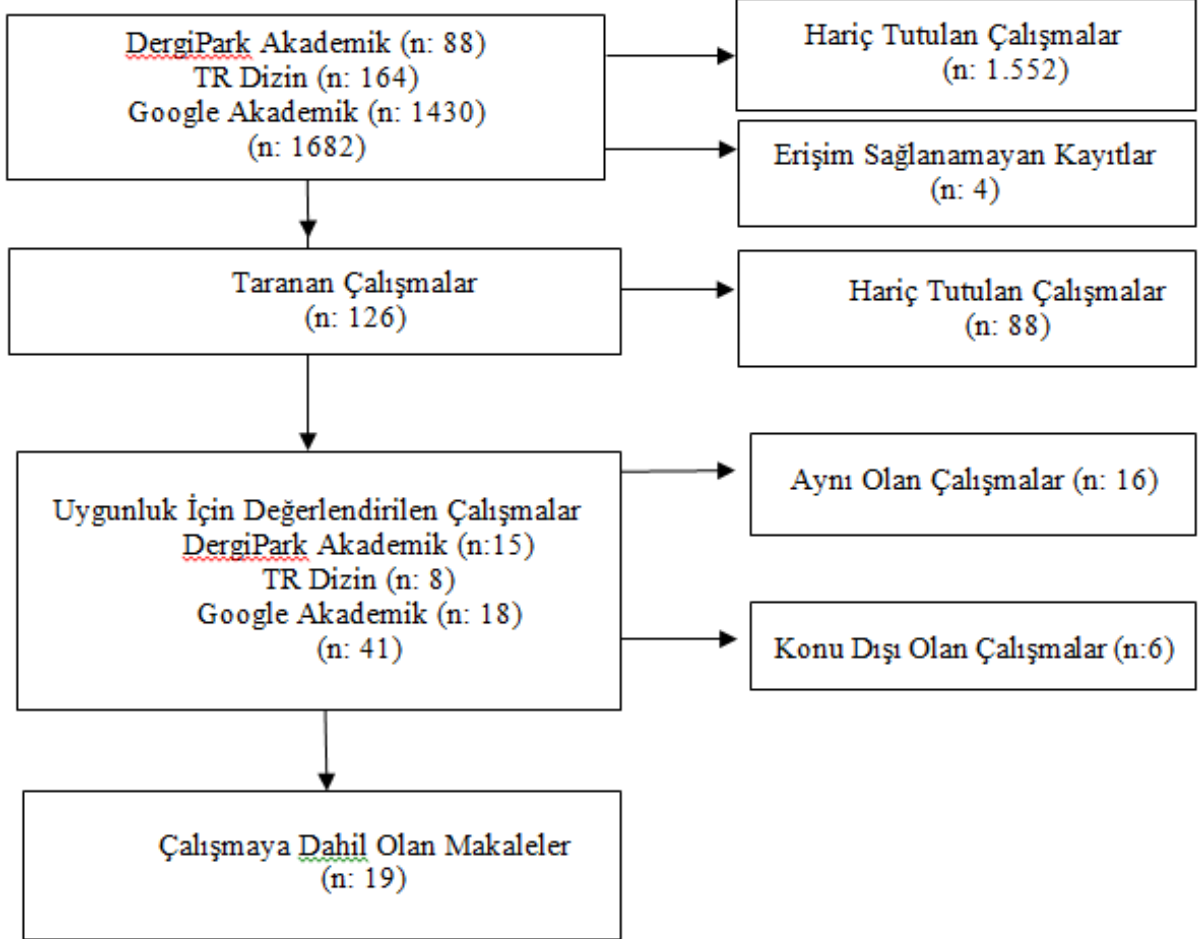 DergiPark Akademik (n: 88)
TR Dizin (n: 164)
Google Akademik (n: 1430)
(n: 1682)
Hariç Tutulan Çalışmalar
(n: 1.552)
Erişim Sağlanamayan Kayıtlar
(n: 4)
Taranan Çalışmalar
(n: 126)
Hariç Tutulan Çalışmalar
(n: 88)
Uygunluk İçin Değerlendirilen Çalışmalar
DergiPark Akademik (n:15)
TR Dizin (n: 8)
Google Akademik (n: 18)
(n: 41)
Aynı Olan Çalışmalar (n: 16)
Konu Dışı Olan Çalışmalar (n:6)
Çalışmaya Dahil Olan Makaleler
(n: 19)